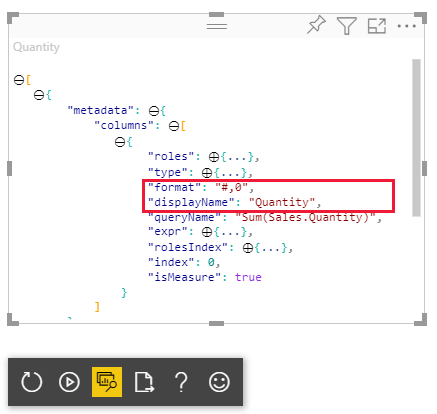 Quantity
[
{
"metadata": {
"columns": [
{
"roles": {...},
"type": {...},
"format": "#,0",
"displayName": "Quantity",
"queryName": "Sum(Sales.Quantity)",
"expr": {...},
"rolesIndex": {...},
"index": 0,
"isMeasure": true
}
]